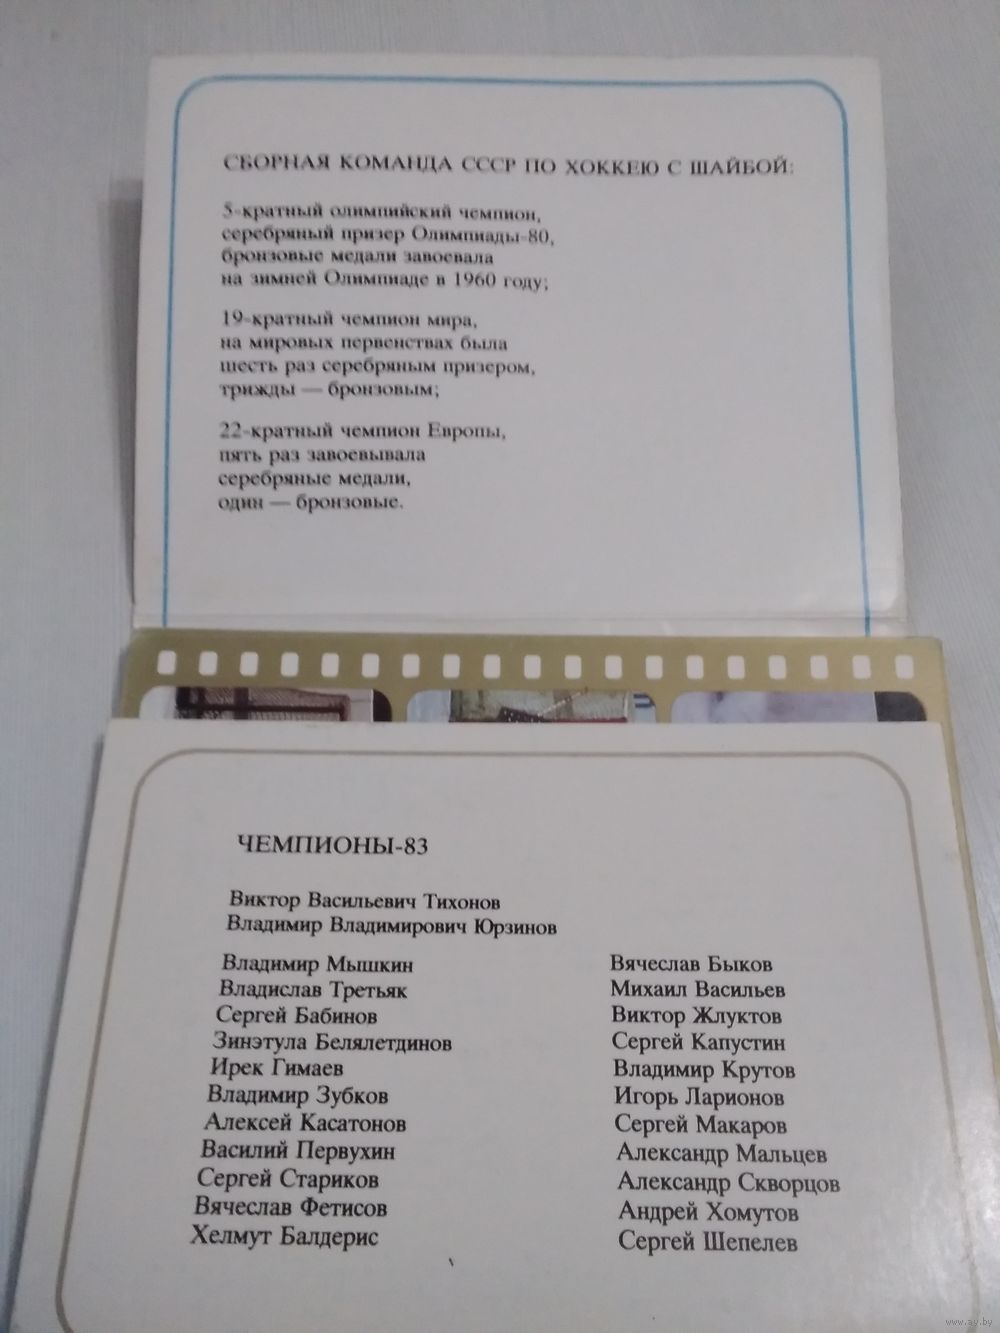 СБОРНАЯ КОМАНДА СССР ПО ХОККЕЮ С ШАЙБОЙ:
5-кратный олимпийский чемпион,
серебряный призер Олимпиады-80,
бронзовые медали завоевала
на зимней Олимпиаде в 1960 году;
19-кратный чемпион мира,
на мировых первенствах была
шесть раз серебряным призером,
трижды — бронзовым;
22-кратный чемпион Европы,
пять раз завоевывала
серебряные медали,
один — бронзовые.
ЧЕМПИОНЫ-83
Виктор Васильевич Тихонов
Владимир Владимирович Юрзинов
Владимир Мышкин
Владислав Третьяк
Сергей Бабинов
Зинэтула Белялетдинов
Ирек Гимаев
Владимир Зубков
Алексей Касатонов
Василий Первухин
Сергей Стариков
Вячеслав Фетисов
Хелмут Балдерис
Вячеслав Быков
Михаил Васильев
Виктор Жлуктов
Сергей Капустин
Владимир Крутов
Игорь Ларионов
Сергей Макаров
Александр Мальцев
Александр Скворцов
Андрей Хомутов
Сергей Шепелев
www.ay.by